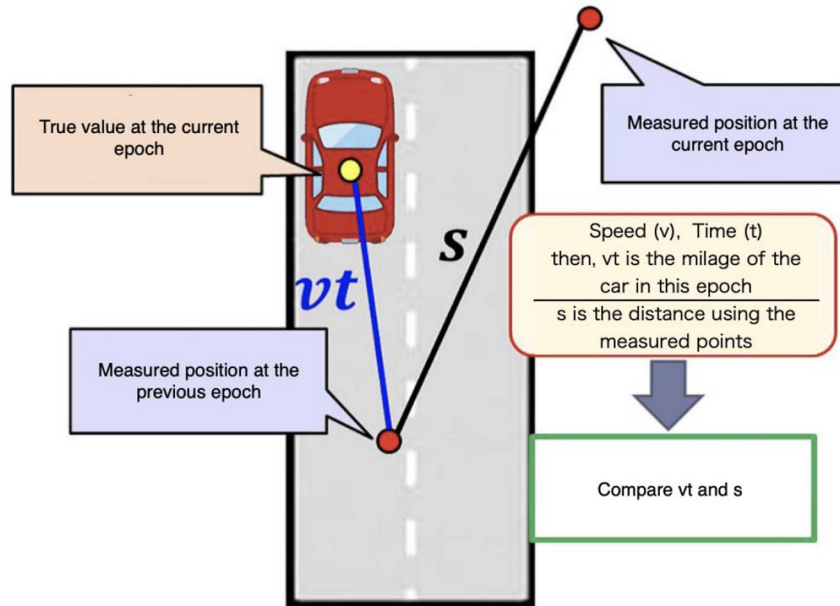 True value at the current
epoch
Measured position at the
current epoch
s
Speed (v), Time (t)
then, vt is the milage of the
car in this epoch
s is the distance using the
measured points
vt
Measured position at the
previous epoch
Compare vt and s